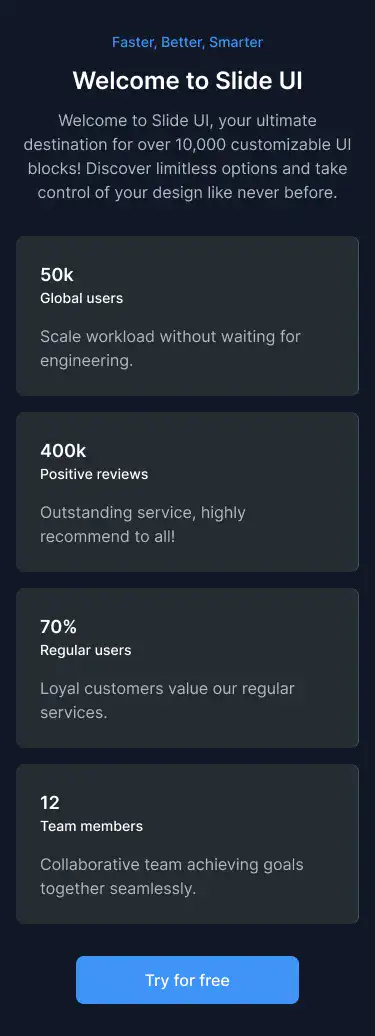 Faster, Better, Smarter
Welcome to Slide UI
Welcome to Slide UI, your ultimate
destination for over 10,000 customizable UI
blocks! Discover limitless options and take
control of your design like never before.
50k
Global users
Scale workload without waiting for
engineering.
400k
Positive reviews
Outstanding service, highly
recommend to all!
70%
Regular users
Loyal customers value our regular
services.
12
Team members
Collaborative team achieving goals
together seamlessly.
Try for free